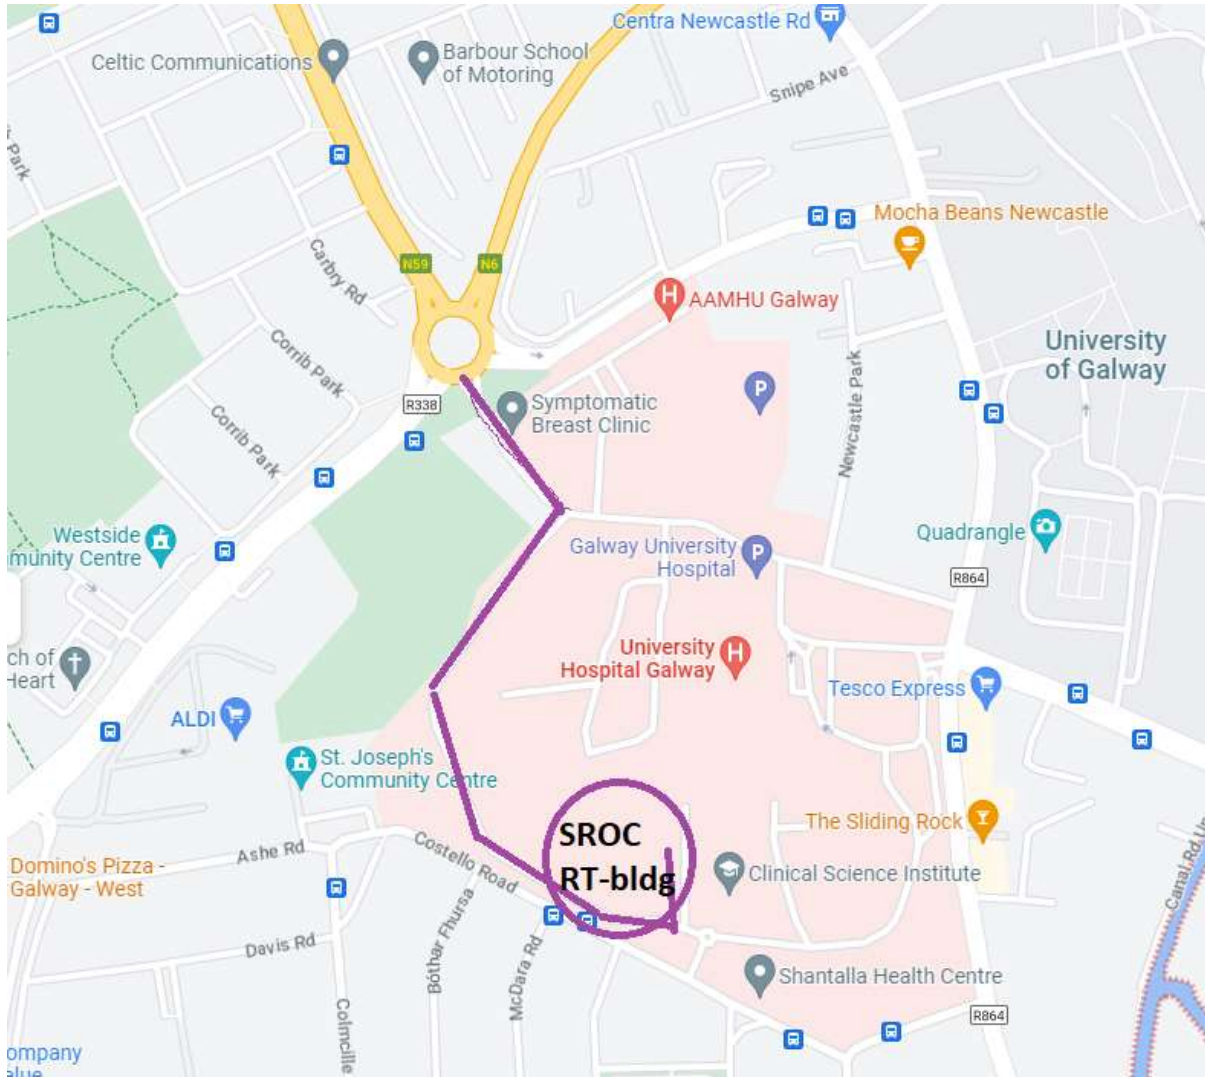 Centra Newcastle Rd
Celtic Communications
Barbour School
of Motoring
Snipe Ave
Park
Mocha Beans Newcastle
Carbry Rd
N59
N6
H
AAMHU Galway
Corrib Park
University
of Galway
R338
P
Symptomatic
Breast Clinic
Newcastle Park
Corrib Park
Westside
mmunity Centre
Galway University
Hospital
P
Quadrangle
R864
ch of
Heart
University
Hospital Galway
H
ALDI
Tesco Express
St. Joseph's
Community Centre
SROC
RT-bldg
The Sliding Rock
Domino's Pizza -
Galway - West
Ashe Rd
Costello Road
Clinical Science Institute
Canal Rd
Bóthar Fhursa
McDara Rd
Davis Rd
Shantalla Health Centre
Colmcille
R864
ompany